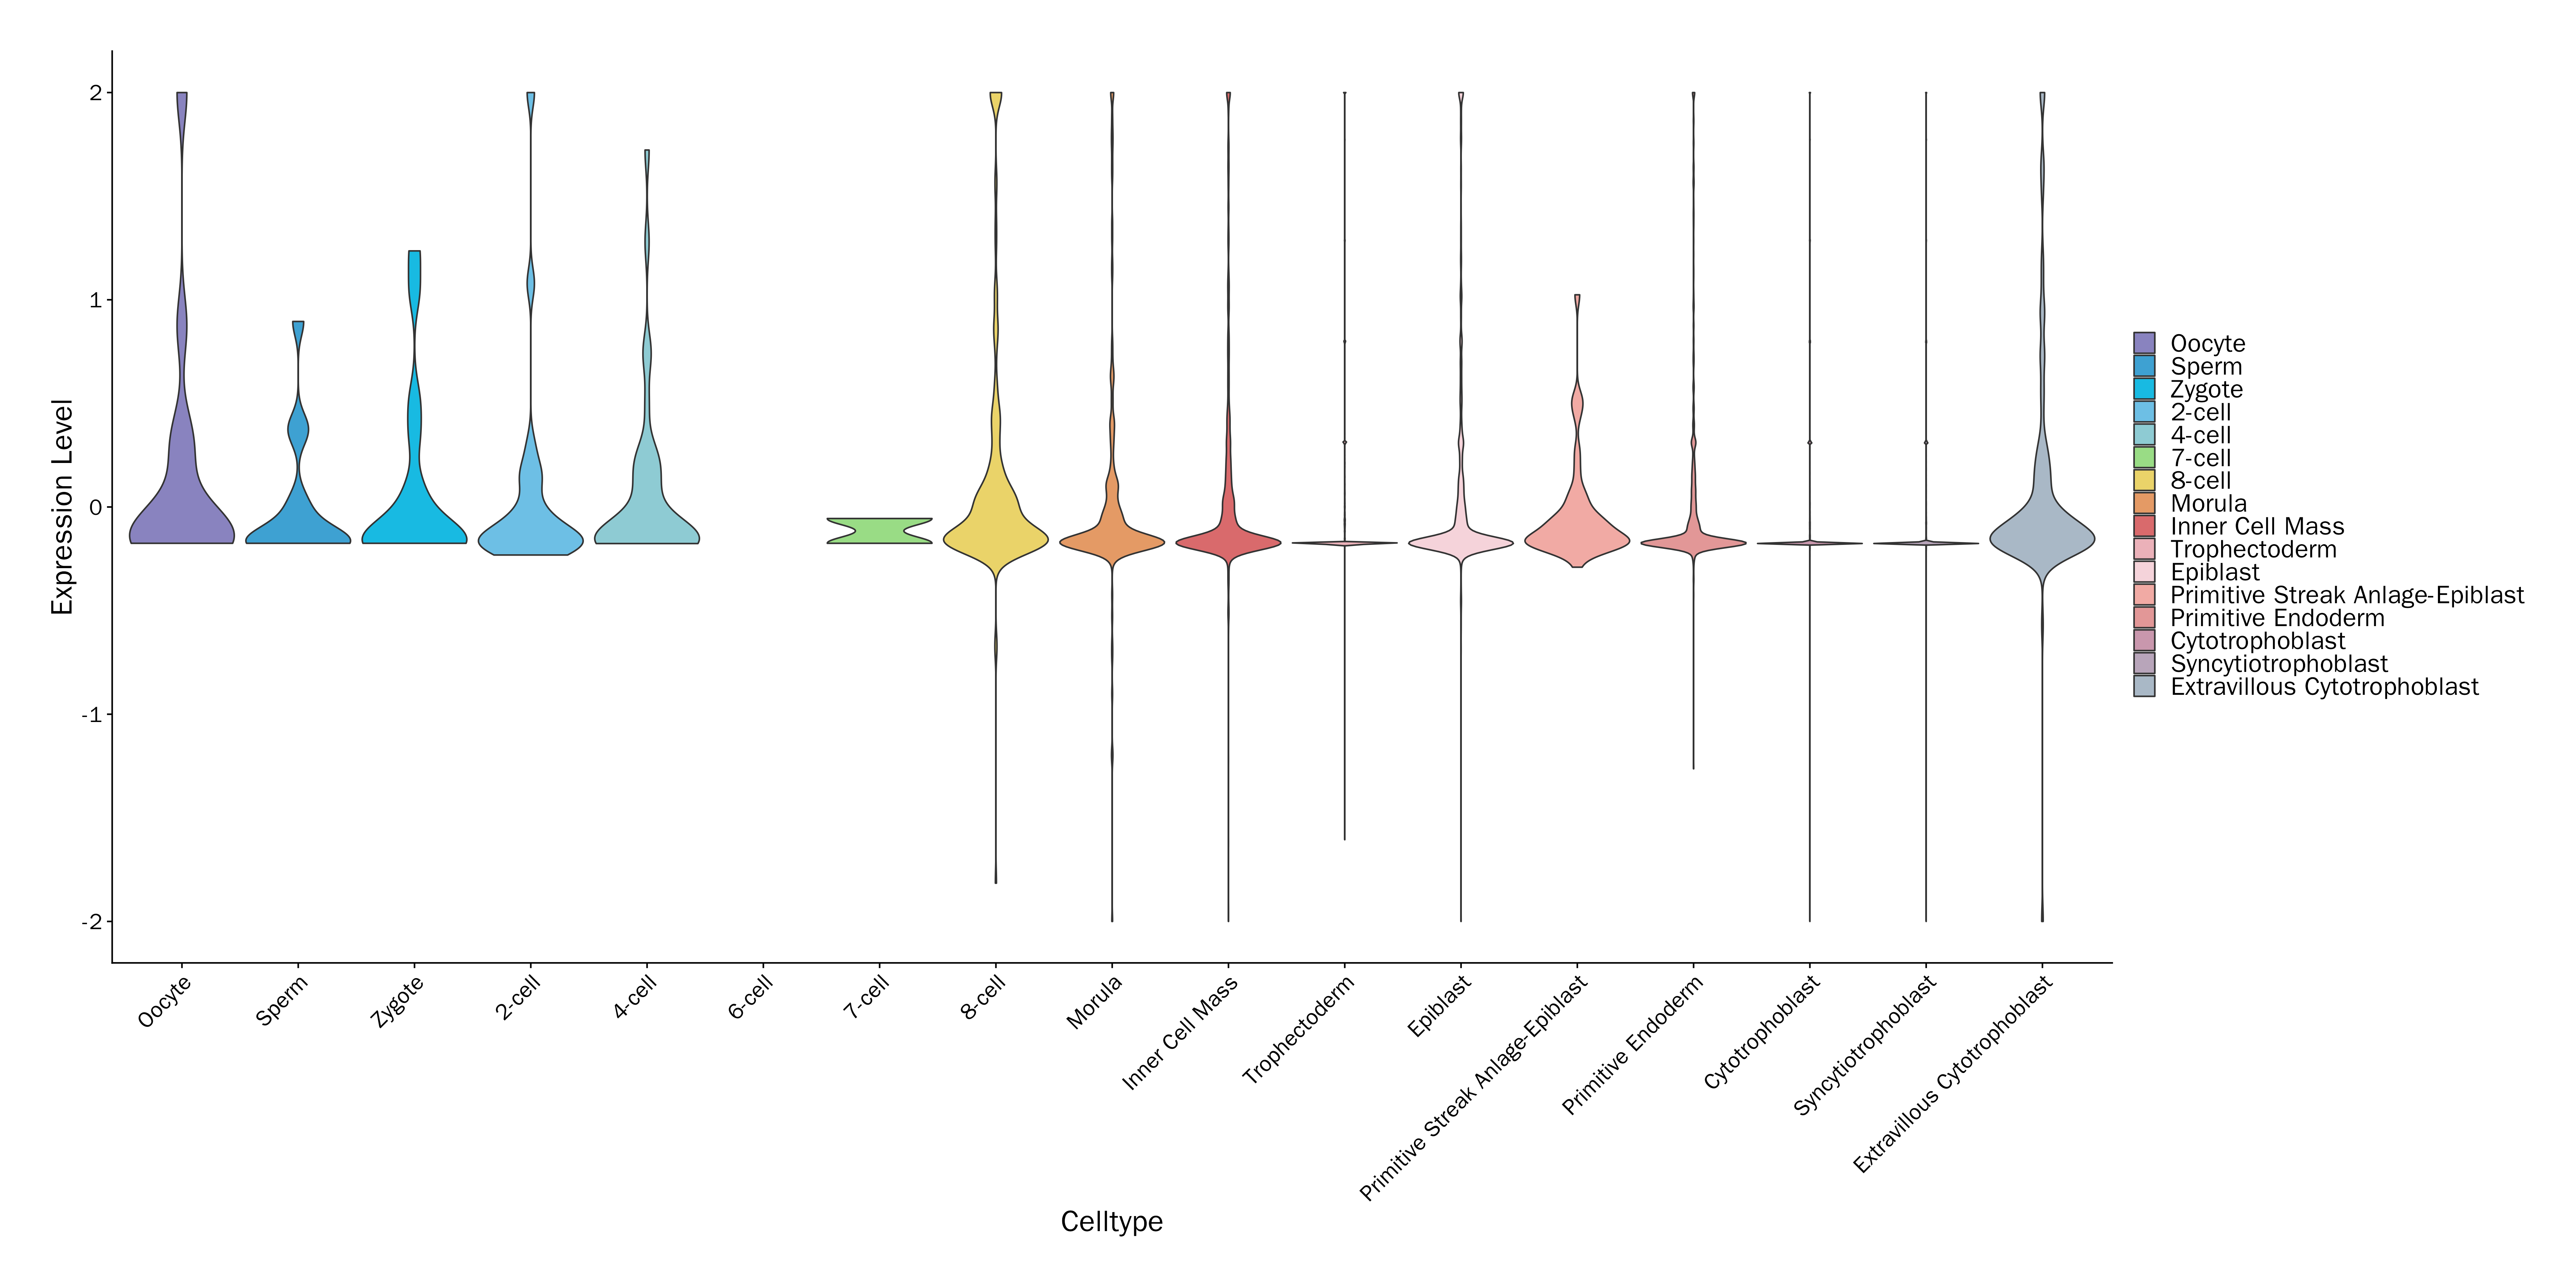 Expression Level
2
1
0
-1
-2
Oocyte
Sperm
Zygote
2-cell
4-cell
6-cell
7-cell
8-cell
Morula
Inner Cell Mass
Trophectoderm
Epiblast
Primitive Streak Anlage-Epiblast
Primitive Endoderm
Cytotrophoblast
Syncytiotrophoblast
Extravillous Cytotrophoblast
Celltype
Oocyte
Sperm
Zygote
2-cell
4-cell
7-cell
8-cell
Morula
Inner Cell Mass
Trophectoderm
Epiblast
Primitive Streak Anlage-Epiblast
Primitive Endoderm
Cytotrophoblast
Syncytiotrophoblast
Extravillous Cytotrophoblast